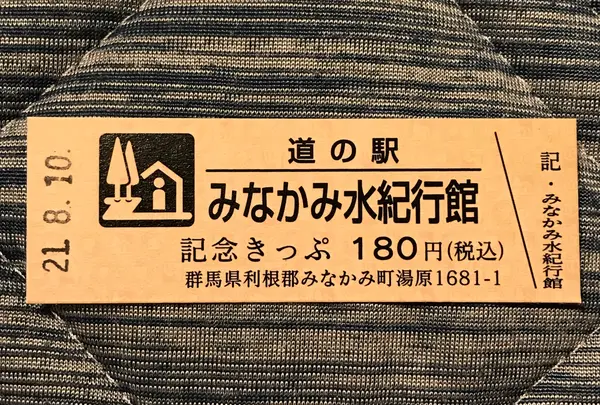 21.8.10.
道の駅
みなかみ水紀行館
記念きっぷ 180円(税込)
群馬県利根郡みなかみ町湯原1681-1
記・みなかみ水紀行館